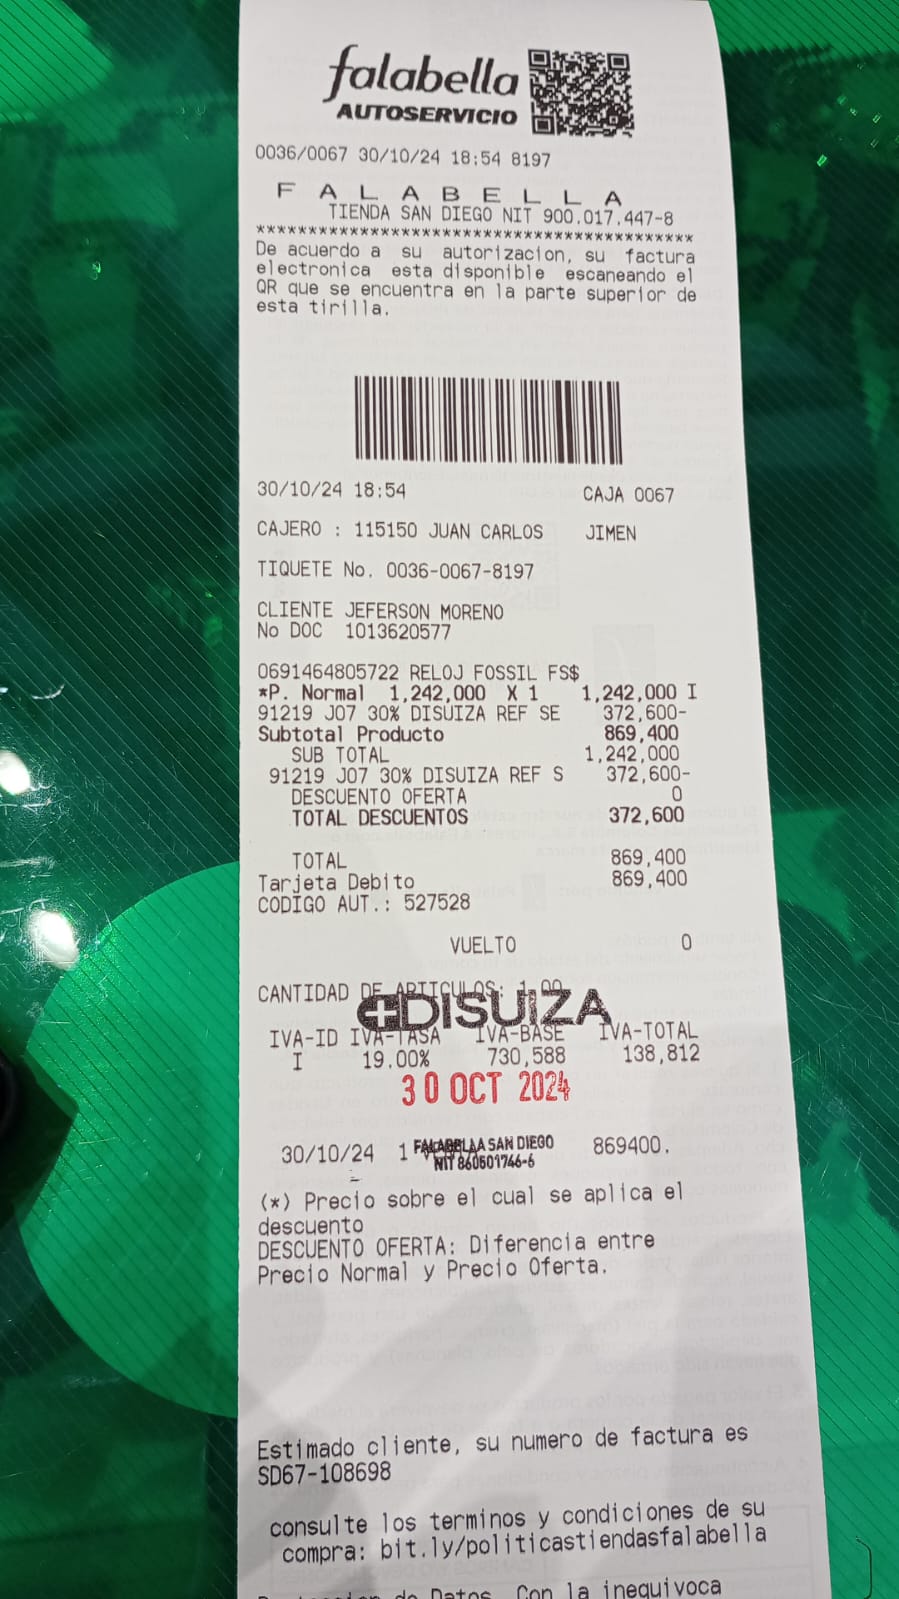 falabella
AUTOSERVICIO
0036/0067 30/10/24 18:54 8197
F A L A B E L L A
TIENDA SAN DIEGO NIT 900.017.447-8
******************************************
De acuerdo a su autorizacion, su factura
electronica esta disponible escaneando el
QR que se encuentra en la parte superior de
esta tirilla.
30/10/24 18:54 CAJA 0067
CAJERO : 115150 JUAN CARLOS JIMEN
TIQUETE No. 0036-0067-8197
CLIENTE JEFERSON MORENO
No DOC 1013620577
0691464805722 RELOJ FOSSIL FS$
*P. Normal 1,242,000 X 1 1,242,000 I
91219 J07 30% DISUIZA REF SE 372,600-
Subtotal Producto 869,400
SUB TOTAL 1,242,000
91219 J07 30% DISUIZA REF S 372,600-
DESCUENTO OFERTA 0
TOTAL DESCUENTOS 372,600
TOTAL 869,400
Tarjeta Debito 869,400
CODIGO AUT.: 527528
VUELTO 0
CANTIDAD DE ARTICULOS: 1.00
DISUIZA
IVA-ID IVA-TASA IVA-BASE IVA-TOTAL
I 19.00% 730,588 138,812
30 OCT 2024
30/10/24 1 FALABELLA SAN DIEGO 869400.
NIT 860501746-6
(*) Precio sobre el cual se aplica el
descuento
DESCUENTO OFERTA: Diferencia entre
Precio Normal y Precio Oferta.
Estimado cliente, su numero de factura es
SD67-108698
consulte los terminos y condiciones de su
compra: bit.ly/politicastiendasfalabella
de Datos. Con la inequivoca